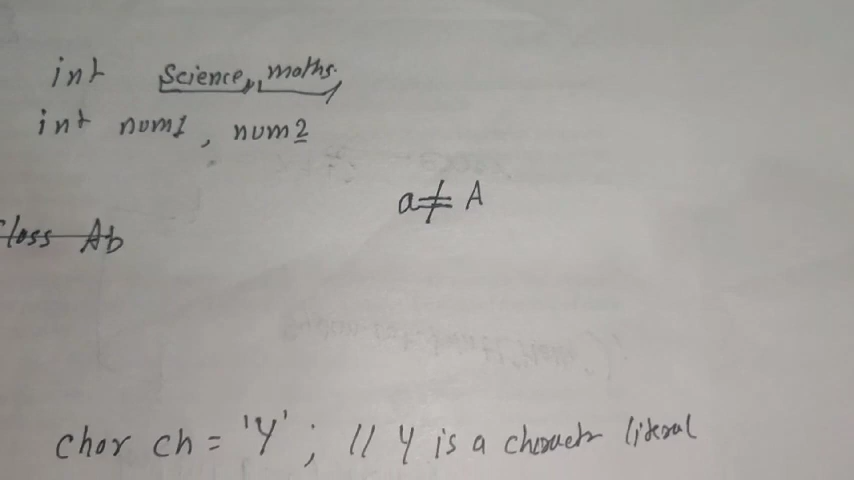 int science, maths.
int num1, num2
a ≠ A
class Ab
char ch = 'Y'; // Y is a character literal